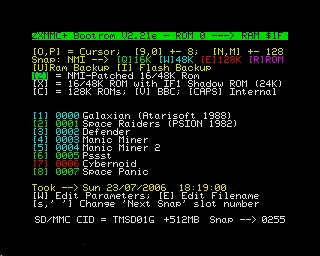 ZXMMC+ Bootrom V2.21e - ROM 0 ---> RAM $1F
[O,P] = Cursor; [9,0] +- 8; [N,M] +- 128
Snap: NMI --> [Q]16K [W]48K [E]128K [R]ROM
[U]Ram Backup [I] Flash Backup
[Z] = NMI-Patched 16/48K Rom
[X] = 16/48K ROM with IF1 Shadow ROM (24K)
[C] = 128K ROMs; [V] BBC; [CAPS] Internal
[1] 0000 Galaxian (Atarisoft 1988)
[2] 0001 Space Raiders (PSION 1982)
[3] 0002 Defender
[4] 0003 Manic Miner
[5] 0004 Manic Miner 2
[6] 0005 Pssst
[7] 0006 Cybernoid
[8] 0007 Space Panic
Took --> Sun 23/07/2006 18:19:00
[W] Edit Parameters; [E] Edit Filename
[s,' '] Change 'Next Snap' slot number
SD/MMC CID = TMSD01G +512MB Snap --> 0255